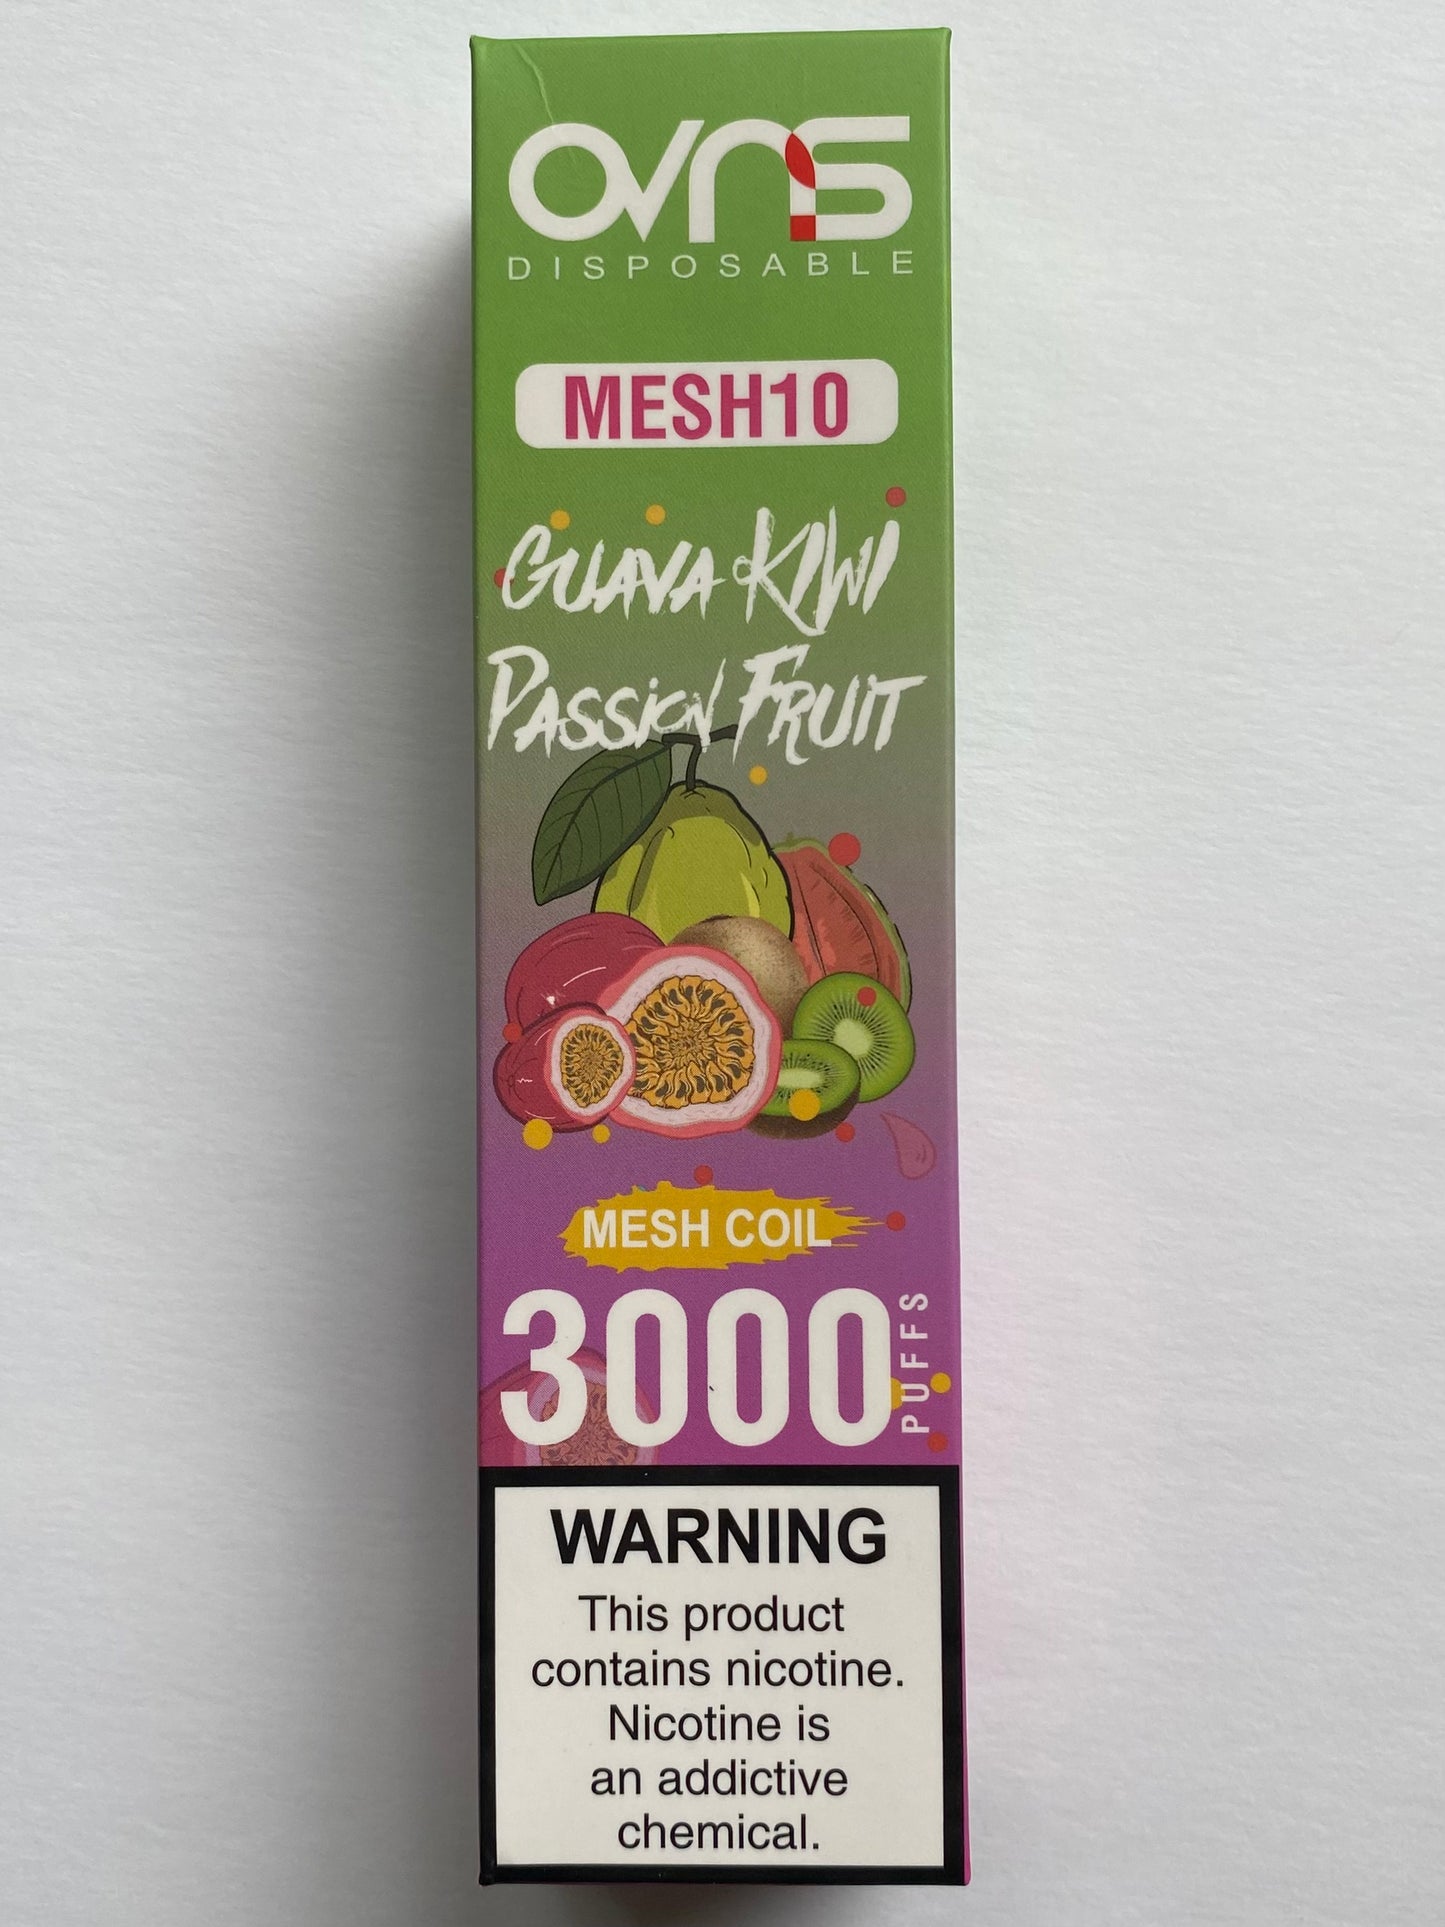 OVNS
DISPOSABLE
MESH10
GUAVA KIWI
PASSION FRUIT
MESH COIL
3000
PUFFS
WARNING
This product
contains nicotine.
Nicotine is
an addictive
chemical.